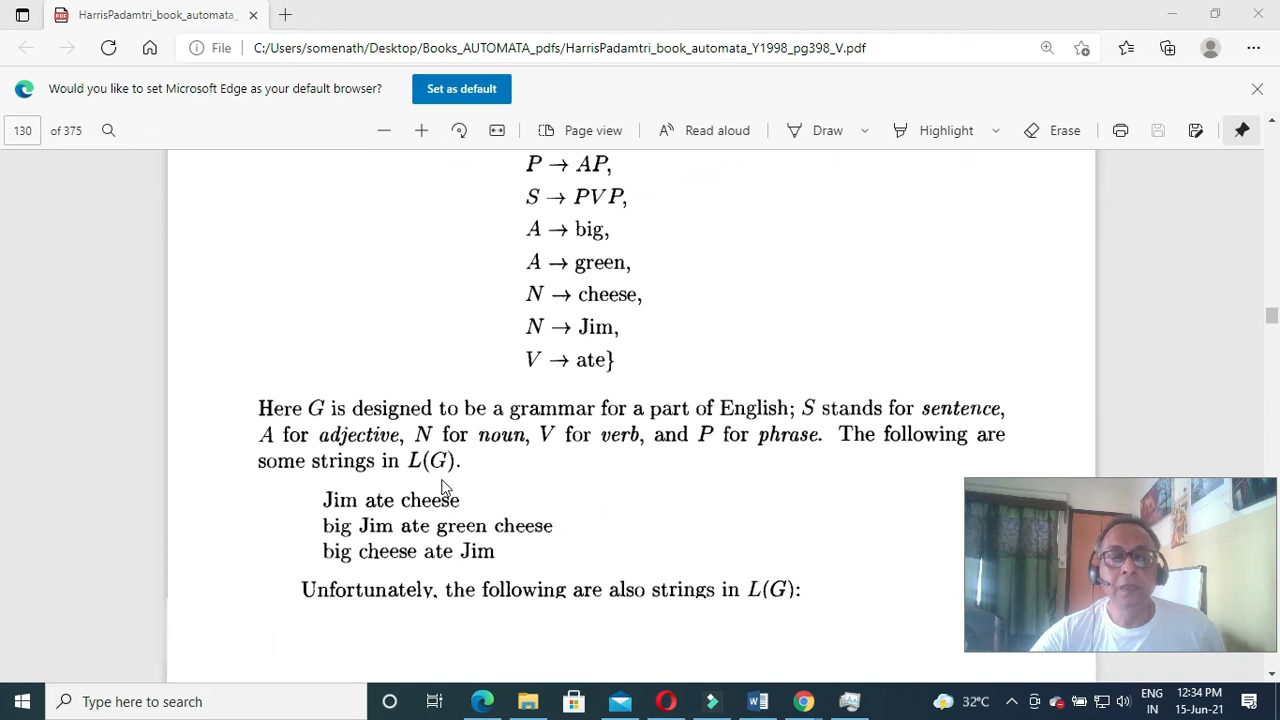 HarrisPadamtri_book_automata_
File C:/Users/somenath/Desktop/Books_AUTOMATA_pdfs/HarrisPadamtri_book_automata_Y1998_pg398_V.pdf
Would you like to set Microsoft Edge as your default browser? Set as default
130 of 375 Page view Read aloud Draw Highlight Erase
P → AP,
S → PVP,
A → big,
A → green,
N → cheese,
N → Jim,
V → ate}
Here G is designed to be a grammar for a part of English; S stands for sentence,
A for adjective, N for noun, V for verb, and P for phrase. The following are
some strings in L(G).
Jim ate cheese
big Jim ate green cheese
big cheese ate Jim
Unfortunately, the following are also strings in L(G):
Type here to search 32°C ENG 12:34 PM
IN 15-Jun-21